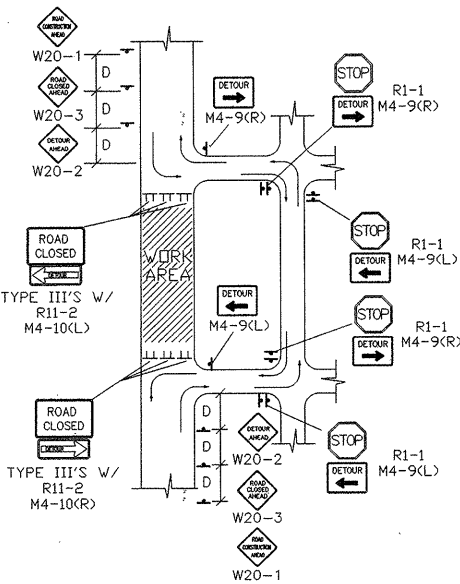 ROAD
CONSTRUCTION
AHEAD
W20-1
D
ROAD
CLOSED
AHEAD
W20-3
D
DETOUR
AHEAD
W20-2
D
DETOUR
M4-9(R)
STOP
R1-1
DETOUR
M4-9(R)
ROAD
CLOSED
DETOUR
TYPE III'S W/
R11-2
M4-10(L)
WORK
AREA
STOP
R1-1
DETOUR
M4-9(L)
DETOUR
M4-9(L)
STOP
R1-1
DETOUR
M4-9(R)
ROAD
CLOSED
DETOUR
TYPE III'S W/
R11-2
M4-10(R)
D
DETOUR
AHEAD
W20-2
D
ROAD
CLOSED
AHEAD
W20-3
D
ROAD
CONSTRUCTION
AHEAD
W20-1
STOP
R1-1
DETOUR
M4-9(L)